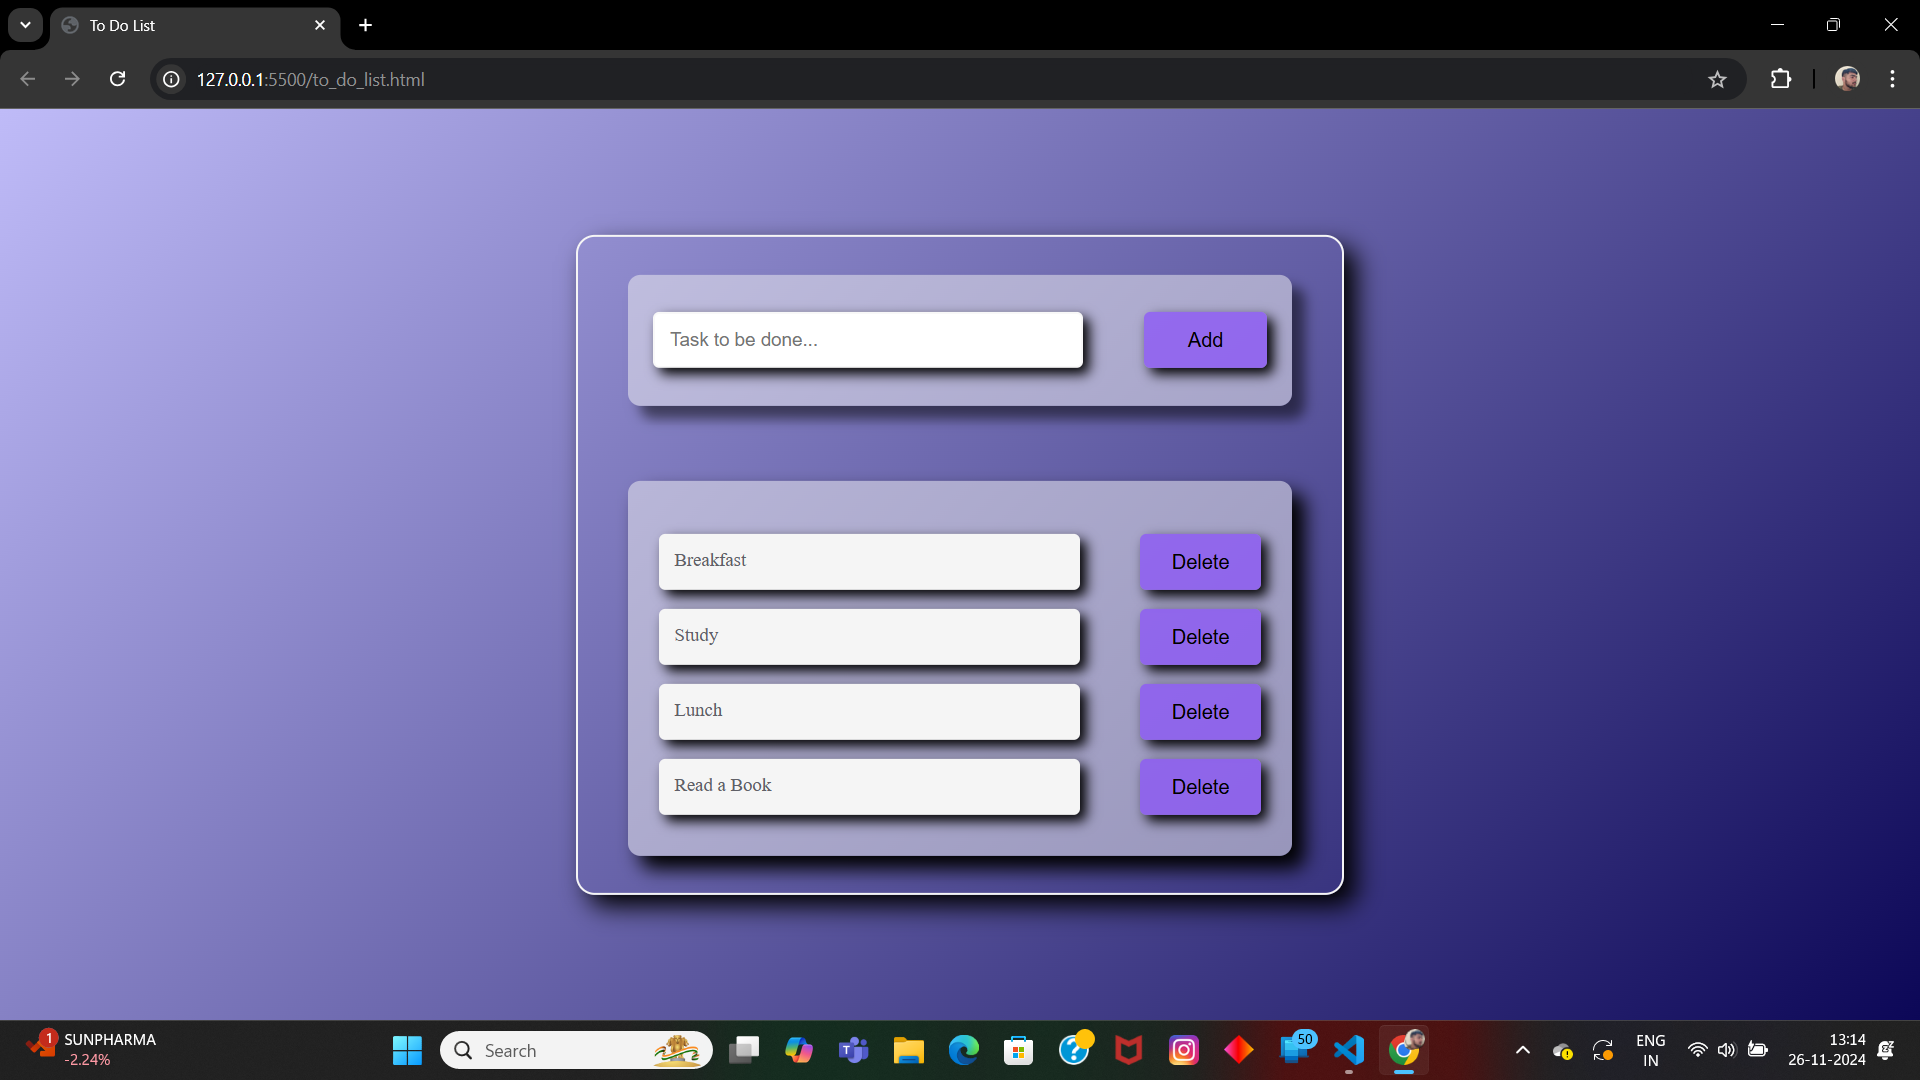 To Do List
127.0.0.1:5500/to_do_list.html
Task to be done...
Add
Breakfast
Delete
Study
Delete
Lunch
Delete
Read a Book
Delete
1
SUNPHARMA
-2.24%
Search
T
50
ENG
IN
13:14
26-11-2024